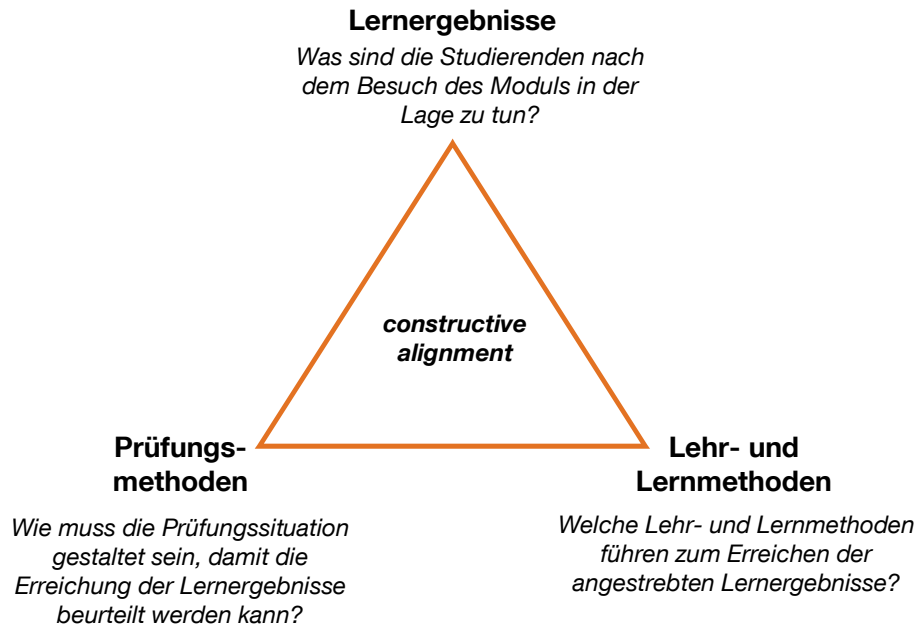 Lernergebnisse
Was sind die Studierenden nach
dem Besuch des Moduls in der
Lage zu tun?
constructive
alignment
Prüfungs-
methoden
Wie muss die Prüfungssituation
gestaltet sein, damit die
Erreichung der Lernergebnisse
beurteilt werden kann?
Lehr- und
Lernmethoden
Welche Lehr- und Lernmethoden
führen zum Erreichen der
angestrebten Lernergebnisse?